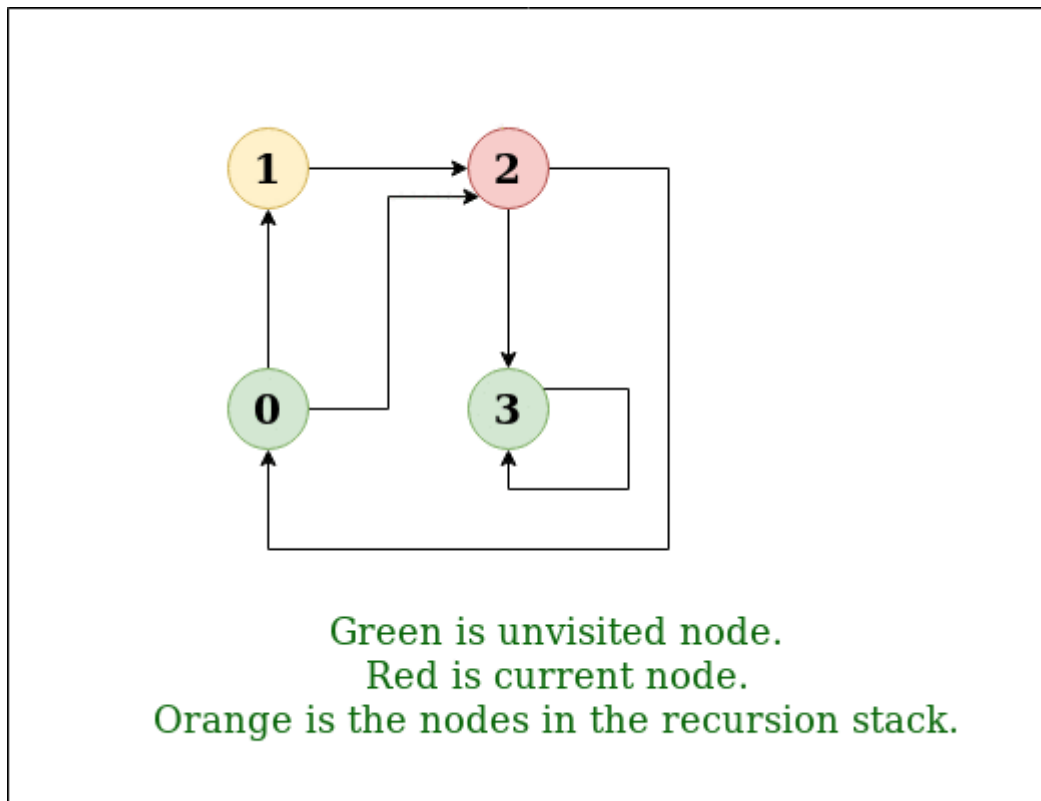 1 2
0 3
Green is unvisited node.
Red is current node.
Orange is the nodes in the recursion stack.